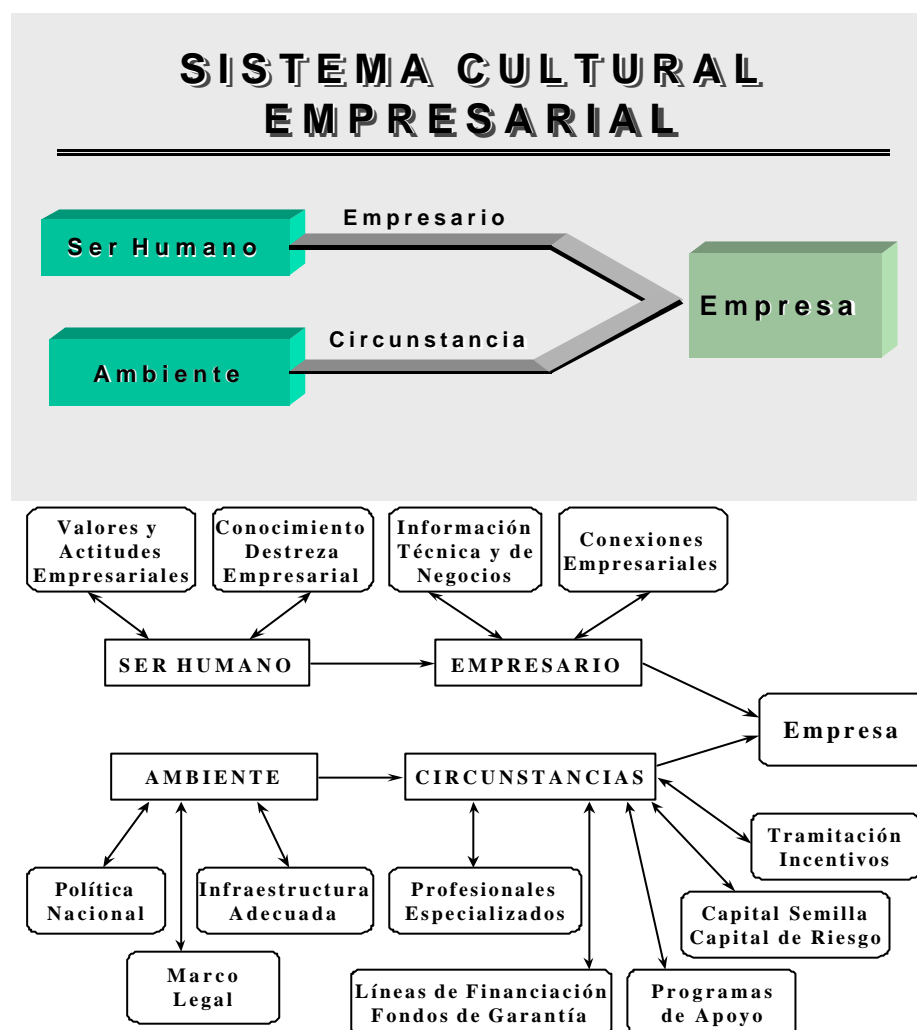 SISTEMA CULTURAL
EMPRESARIAL
Empresario
Ser Humano
Empresa
Circunstancia
Ambiente
Valores y
Actitudes
Empresariales
Conocimiento
Destreza
Empresarial
Información
Técnica y de
Negocios
Conexiones
Empresariales
SER HUMANO
EMPRESARIO
Empresa
AMBIENTE
CIRCUNSTANCIAS
Tramitación
Incentivos
Política
Nacional
Infraestructura
Adecuada
Profesionales
Especializados
Capital Semilla
Capital de Riesgo
Marco
Legal
Líneas de Financiación
Fondos de Garantía
Programas
de Apoyo